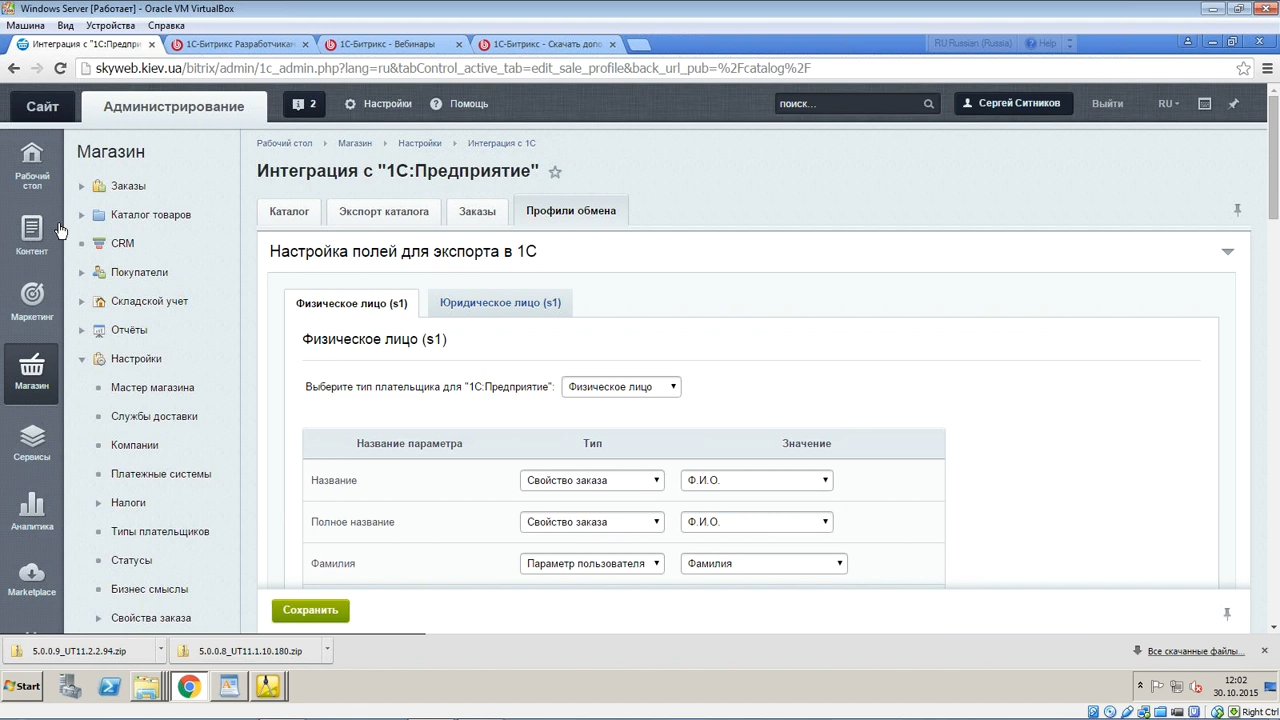 Windows Server [Работает] - Oracle VM VirtualBox
Машина Вид Устройства Справка
Интеграция с "1С:Предпри
1С-Битрикс Разработчикам
1С-Битрикс - Вебинары
1С-Битрикс - Скачать допо
RU Russian (Russia) Help
skyweb.kiev.ua/bitrix/admin/1c_admin.php?lang=ru&tabControl_active_tab=edit_sale_profile&back_url_pub=%2Fcatalog%2F
Сайт Администрирование 2 Настройки Помощь поиск... Сергей Ситников Выйти RU
Рабочий стол
Контент
Маркетинг
Магазин
Сервисы
Аналитика
Marketplace
Магазин
Заказы
Каталог товаров
CRM
Покупатели
Складской учет
Отчёты
Настройки
Мастер магазина
Службы доставки
Компании
Платежные системы
Налоги
Типы плательщиков
Статусы
Бизнес смыслы
Свойства заказа
Рабочий стол Магазин Настройки Интеграция с 1С
Интеграция с "1С:Предприятие"
Каталог Экспорт каталога Заказы Профили обмена
Настройка полей для экспорта в 1С
Физическое лицо (s1) Юридическое лицо (s1)
Физическое лицо (s1)
Выберите тип плательщика для "1С:Предприятие": Физическое лицо
Название параметра Тип Значение
Название Свойство заказа Ф.И.О.
Полное название Свойство заказа Ф.И.О.
Фамилия Параметр пользователя Фамилия
Сохранить
5.0.0.9_UT11.2.2.94.zip 5.0.0.8_UT11.1.10.180.zip Все скачанные файлы...
Start
12:02
30.10.2015
Right Ctrl